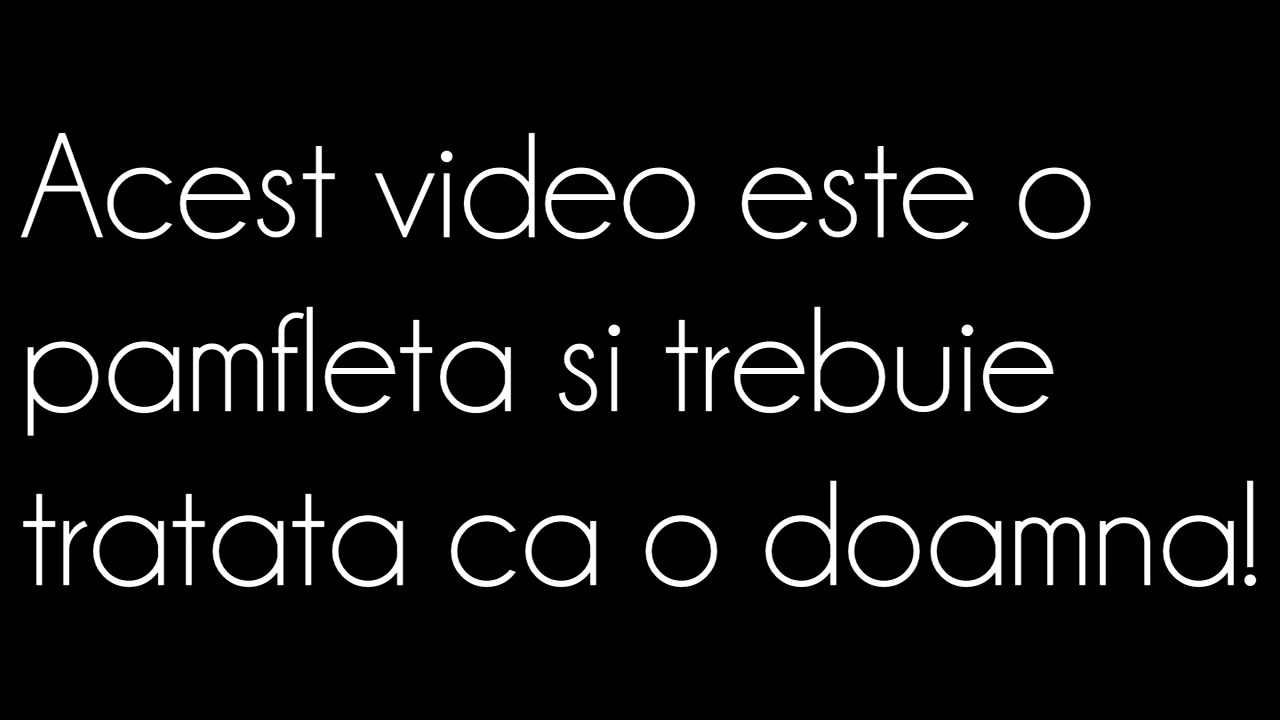 Acest video este o
pamfleta si trebuie
tratata ca o doamna!